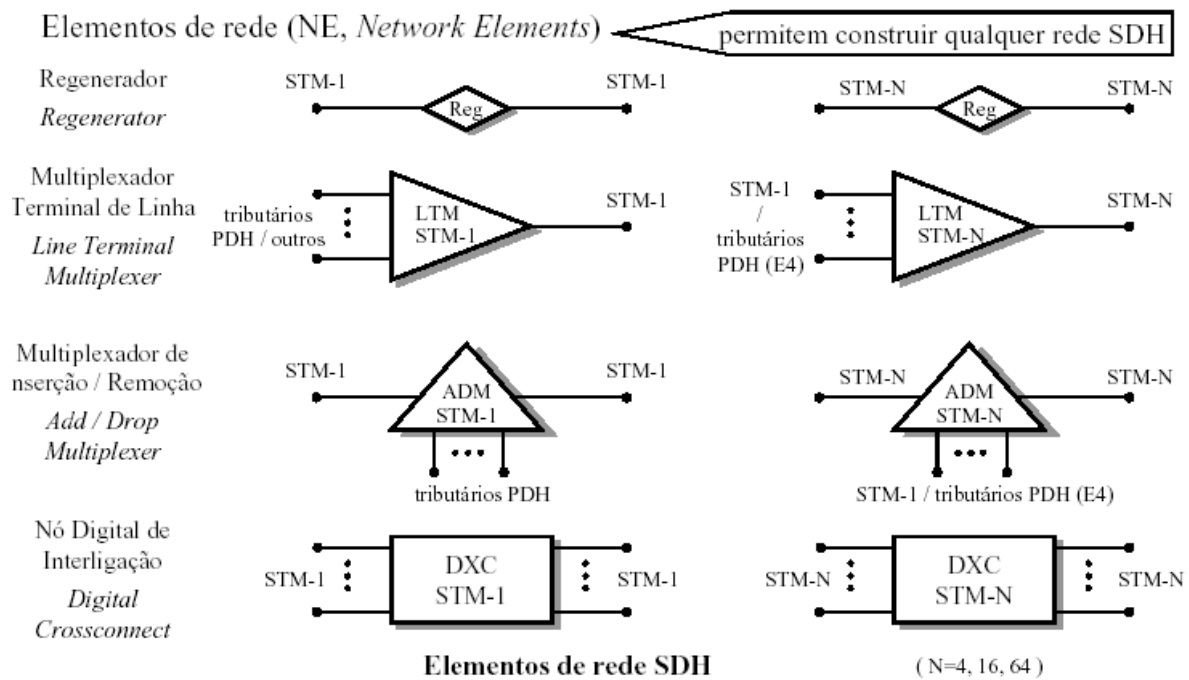 Elementos de rede (NE, Network Elements)
permitem construir qualquer rede SDH
Regenerador
Regenerator
STM-1
Reg
STM-1
STM-N
Reg
STM-N
Multiplexador
Terminal de Linha
Line Terminal
Multiplexer
tributários
PDH / outros
LTM
STM-1
STM-1
STM-1
/
tributários
PDH (E4)
LTM
STM-N
STM-N
Multiplexador de
nserção / Remoção
Add / Drop
Multiplexer
STM-1
ADM
STM-1
STM-1
tributários PDH
STM-N
ADM
STM-N
STM-N
STM-1 / tributários PDH (E4)
Nó Digital de
Interligação
Digital
Crossconnect
STM-1
DXC
STM-1
STM-1
STM-N
DXC
STM-N
STM-N
Elementos de rede SDH
( N=4, 16, 64 )